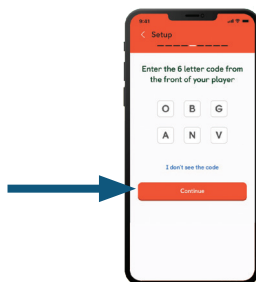 9:41
Setup
Enter the 6 letter code from
the front of your player
O B G
A N V
I don't see the code
Continue